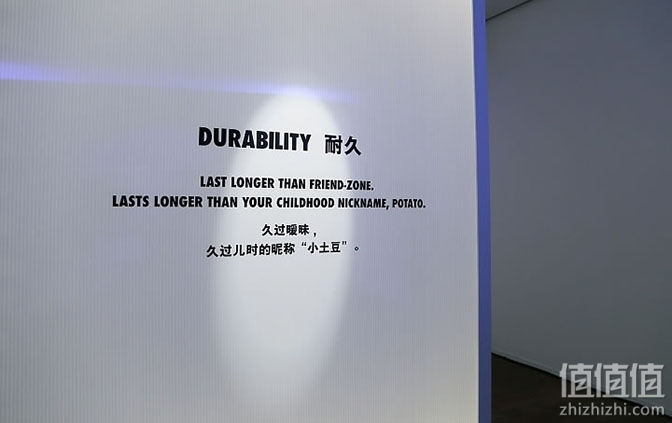 DURABILITY 耐久
LAST LONGER THAN FRIEND-ZONE.
LASTS LONGER THAN YOUR CHILDHOOD NICKNAME, POTATO.
久过暧昧，
久过儿时的昵称“小土豆”。
值值值
zhizhizhi.com